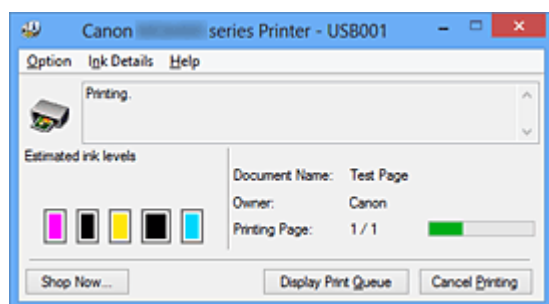 Canon series Printer - USB001
Option Ink Details Help
Printing.
Estimated ink levels
Document Name: Test Page
Owner: Canon
Printing Page: 1 / 1
Shop Now... Display Print Queue Cancel Printing